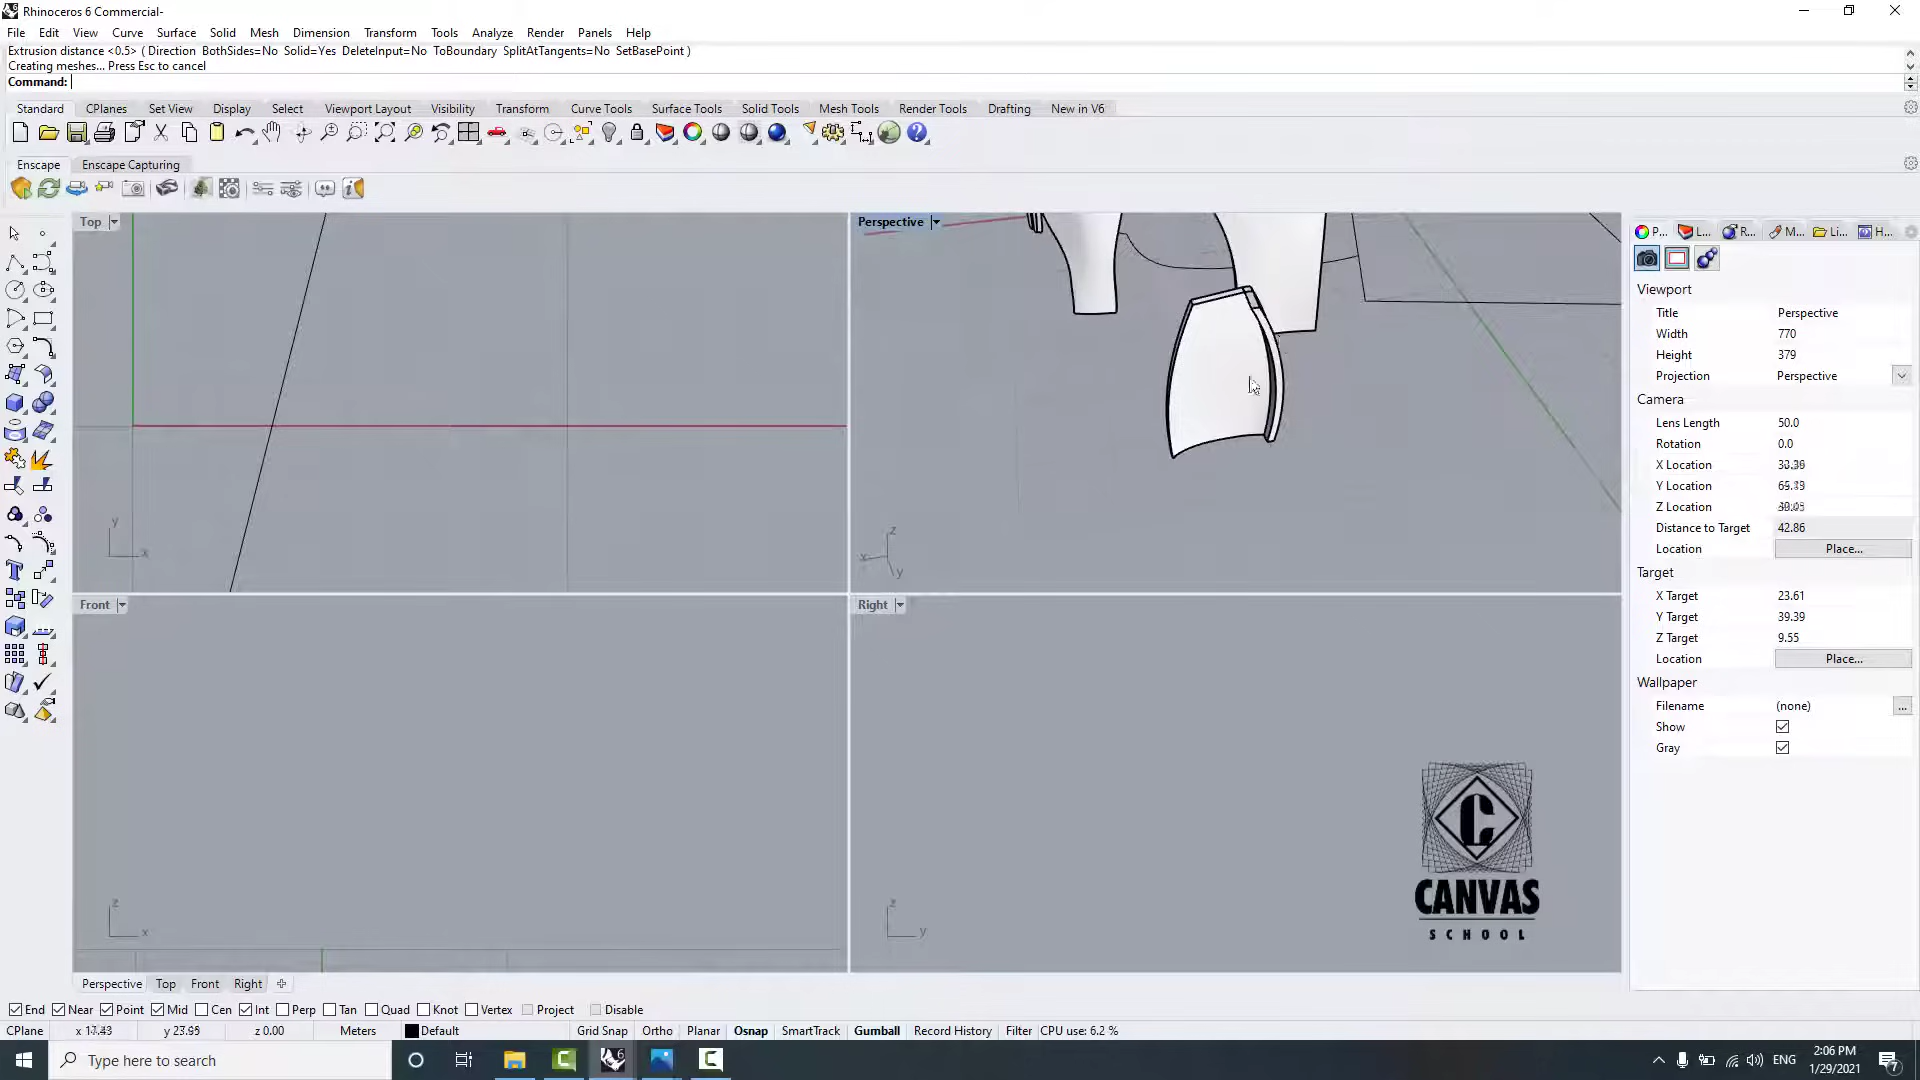 Rhinoceros 6 Commercial-
File Edit View Curve Surface Solid Mesh Dimension Transform Tools Analyze Render Panels Help
Extrusion distance <0.5> ( Direction BothSides=No Solid=Yes DeleteInput=No ToBoundary SplitAtTangents=No SetBasePoint )
Creating meshes... Press Esc to cancel
Command:
Standard CPlanes Set View Display Select Viewport Layout Visibility Transform Curve Tools Surface Tools Solid Tools Mesh Tools Render Tools Drafting New in V6
Enscape Enscape Capturing
Top
Perspective
P... L... R... M... Li... H...
Viewport
Title Perspective
Width 770
Height 379
Projection Perspective
Camera
Lens Length 50.0
Rotation 0.0
X Location
Y Location
Z Location
Distance to Target 42.86
Location Place...
Target
X Target 23.61
Y Target 39.39
Z Target 9.55
Location Place...
Wallpaper
Filename (none) ...
Show
Gray
y
x
z
x
y
Front
Right
z
x
z
y
C
CANVAS
SCHOOL
Perspective Top Front Right
End Near Point Mid Cen Int Perp Tan Quad Knot Vertex Project Disable
CPlane x y 23.95 z 0.00 Meters Default Grid Snap Ortho Planar Osnap SmartTrack Gumball Record History Filter CPU use: 6.2 %
Type here to search
ENG
2:06 PM
1/29/2021
7